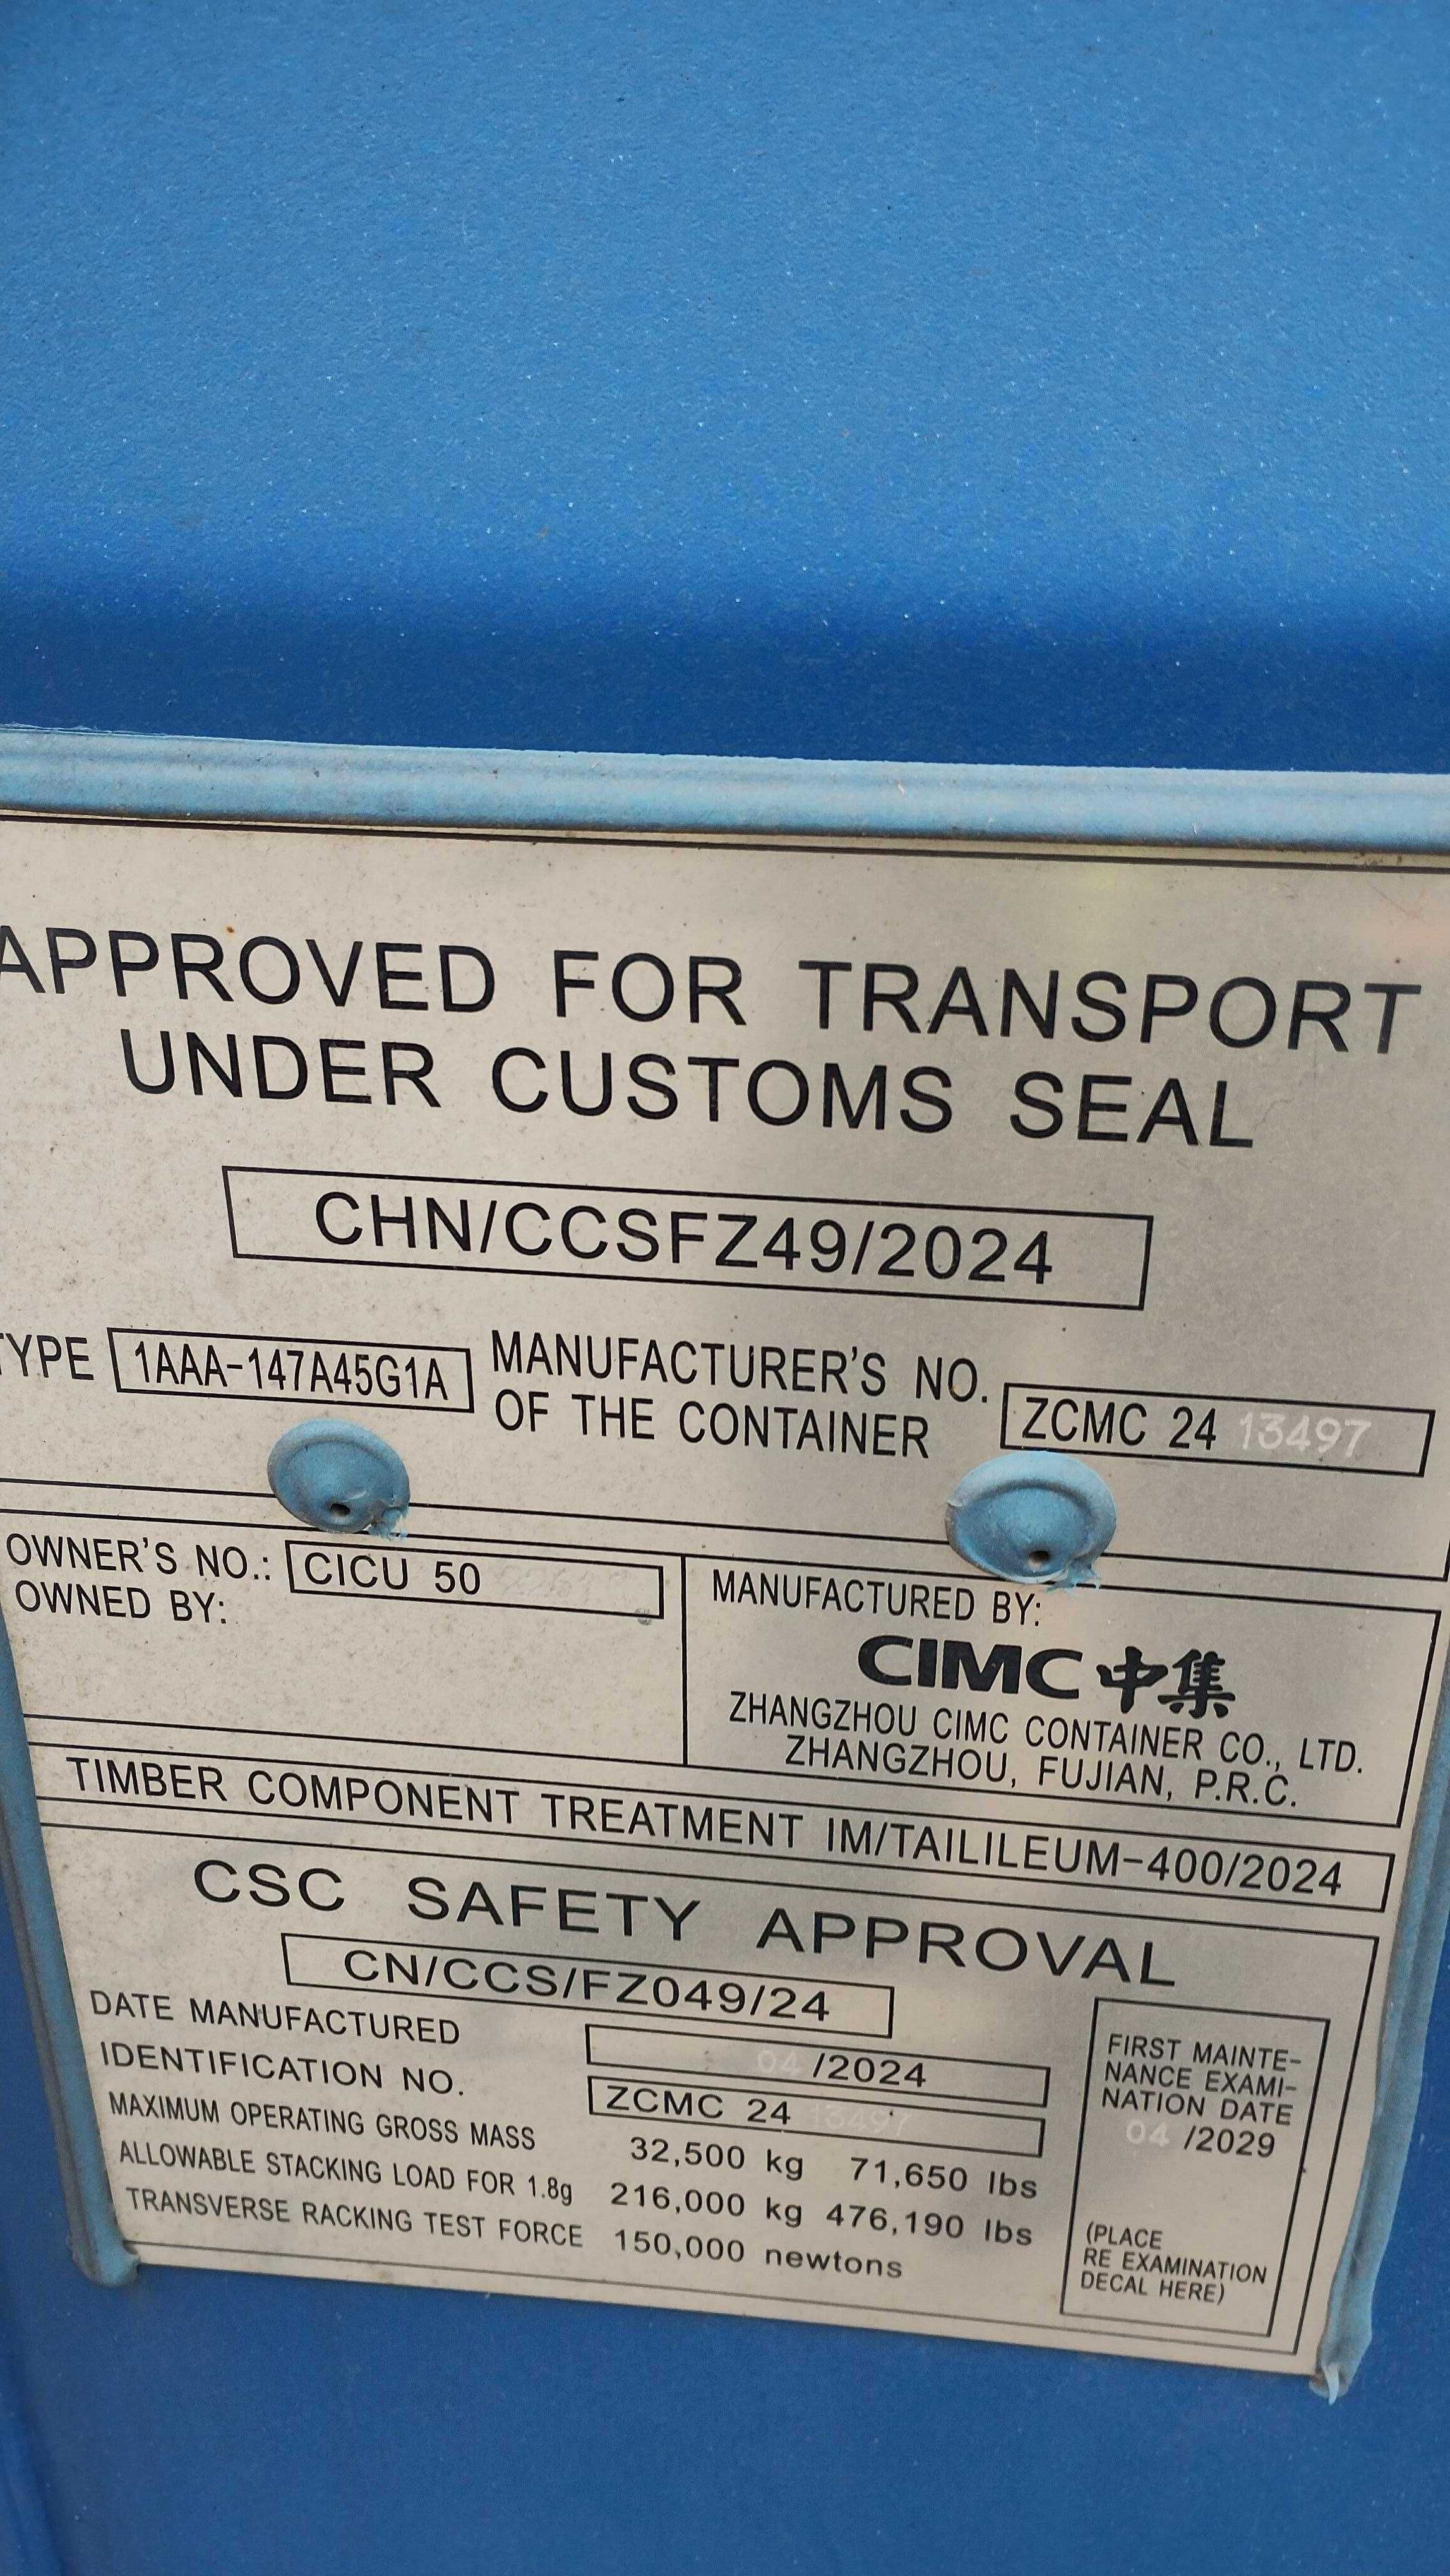 APPROVED FOR TRANSPORT
UNDER CUSTOMS SEAL
CHN/CCSFZ49/2024
TYPE 1AAA-147A45G1A MANUFACTURER'S NO. OF THE CONTAINER ZCMC 24 13497
OWNER'S NO.: CICU 50
OWNED BY:
MANUFACTURED BY:
CIMC 中集
ZHANGZHOU CIMC CONTAINER CO., LTD.
ZHANGZHOU, FUJIAN, P.R.C.
TIMBER COMPONENT TREATMENT IM/TAILILEUM-400/2024
CSC SAFETY APPROVAL
CN/CCS/FZ049/24
DATE MANUFACTURED 04 /2024
IDENTIFICATION NO. ZCMC 24 13497
MAXIMUM OPERATING GROSS MASS 32,500 kg 71,650 lbs
ALLOWABLE STACKING LOAD FOR 1.8g 216,000 kg 476,190 lbs
TRANSVERSE RACKING TEST FORCE 150,000 newtons
FIRST MAINTE-
NANCE EXAMI-
NATION DATE
04 /2029
(PLACE
RE EXAMINATION
DECAL HERE)